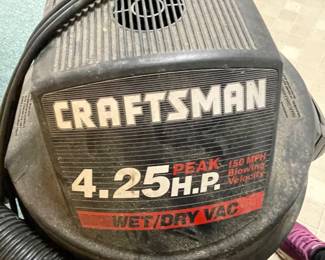 CRAFTSMAN
4.25 PEAK H.P. 150 MPH Blowing Velocity
WET/DRY VAC